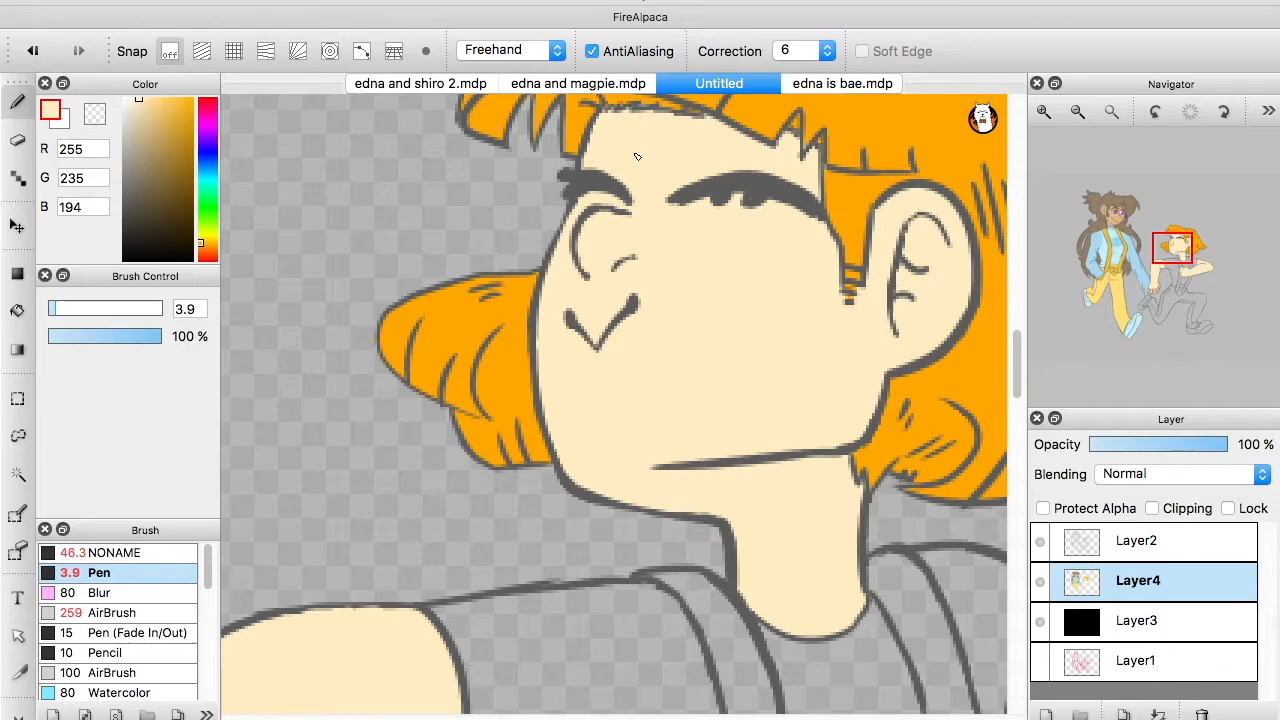 FireAlpaca
Snap
off
Freehand
AntiAliasing
Correction
6
Soft Edge
Color
edna and shiro 2.mdp
edna and magpie.mdp
Untitled
edna is bae.mdp
Navigator
R 255
G 235
B 194
Brush Control
3.9
100 %
Layer
Opacity 100 %
Blending Normal
Protect Alpha Clipping Lock
Brush
46.3 NONAME
3.9 Pen
80 Blur
259 AirBrush
15 Pen (Fade In/Out)
10 Pencil
100 AirBrush
80 Watercolor
Layer2
Layer4
Layer3
Layer1